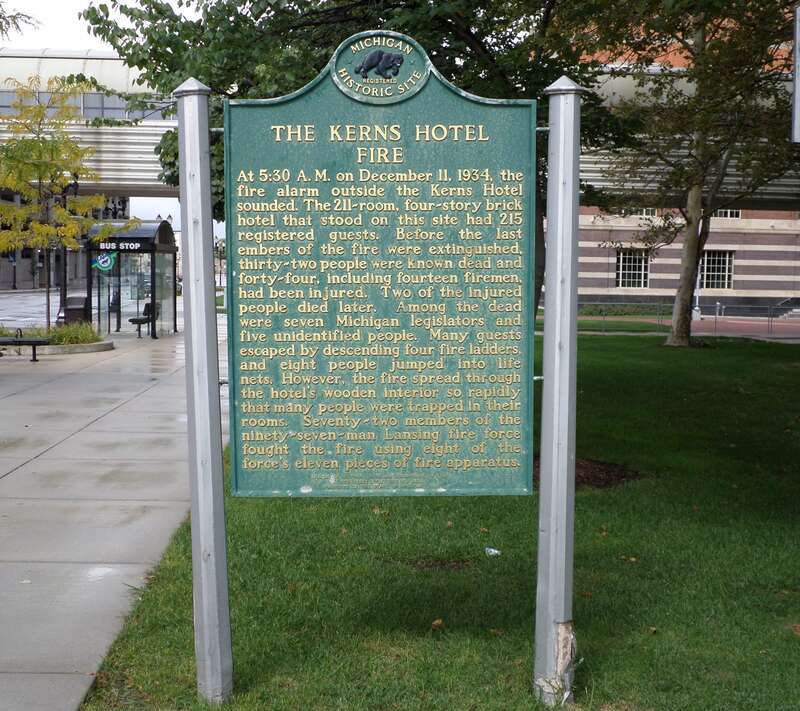 MICHIGAN
REGISTERED
HISTORIC SITE
THE KERNS HOTEL
FIRE
At 5:30 A. M. on December 11, 1934, the
fire alarm outside the Kerns Hotel
sounded. The 211-room, four-story brick
hotel that stood on this site had 215
registered guests. Before the last
embers of the fire were extinguished,
thirty-two people were known dead and
forty-four, including fourteen firemen,
had been injured. Two of the injured
people died later. Among the dead
were seven Michigan legislators and
five unidentified people. Many guests
escaped by descending four fire ladders,
and eight people jumped into life
nets. However, the fire spread through
the hotel's wooden interior so rapidly
that many people were trapped in their
rooms. Seventy-two members of the
ninety-seven-man Lansing fire force
fought the fire using eight of the
force's eleven pieces of fire apparatus.
BUS STOP